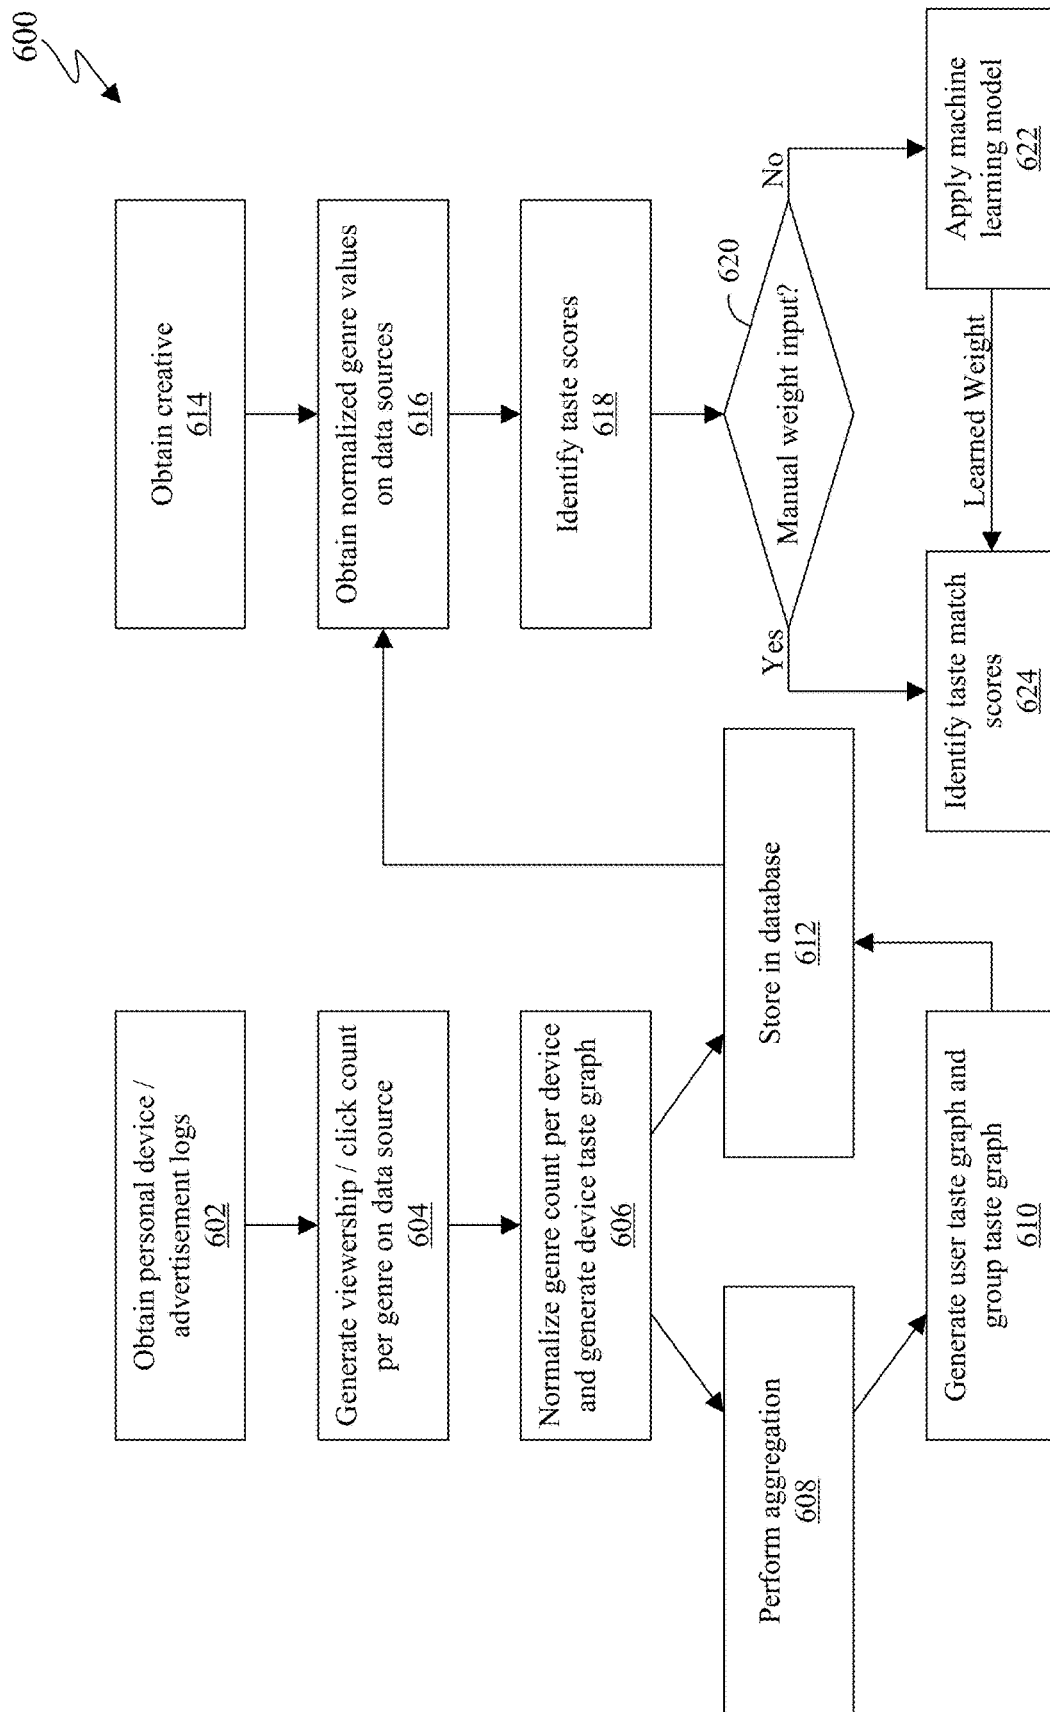 600
Obtain personal device /
advertisement logs
602
Generate viewership / click count
per genre on data source
604
Normalize genre count per device
and generate device taste graph
606
Perform aggregation
608
Generate user taste graph and
group taste graph
610
Store in database
612
Obtain creative
614
Obtain normalized genre values
on data sources
616
Identify taste scores
618
620
Manual weight input?
Yes
No
Apply machine
learning model
622
Learned Weight
Identify taste match
scores
624